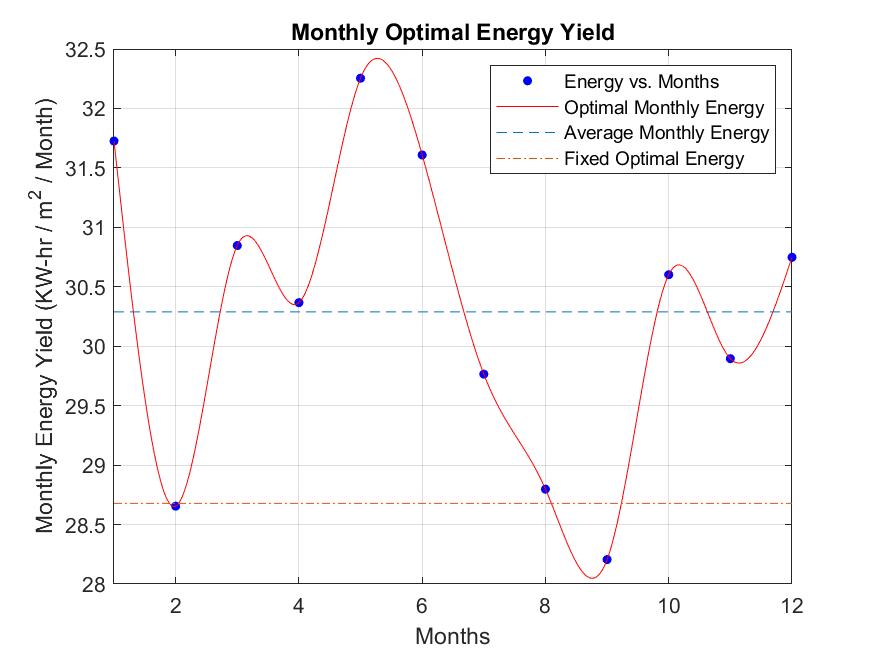 Monthly Optimal Energy Yield
32.5
32
31.5
31
30.5
30
29.5
29
28.5
28
Monthly Energy Yield (KW-hr / m² / Month)
Energy vs. Months
Optimal Monthly Energy
Average Monthly Energy
Fixed Optimal Energy
2 4 6 8 10 12
Months